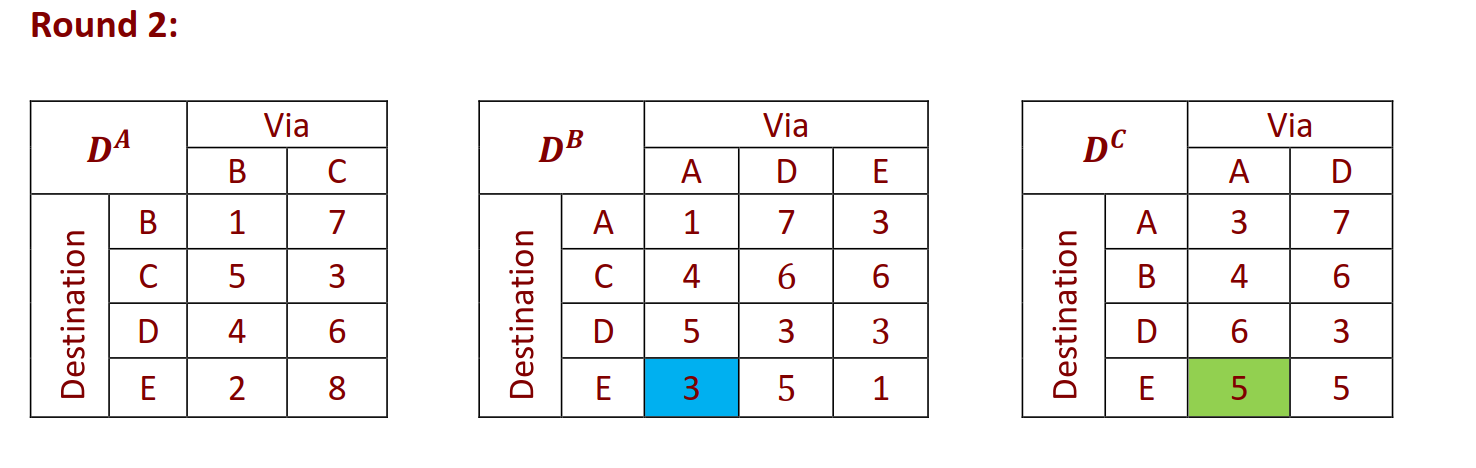 Round 2:
D^A Via
B C
Destination
B 1 7
C 5 3
D 4 6
E 2 8
D^B Via
A D E
Destination
A 1 7 3
C 4 6 6
D 5 3 3
E 3 5 1
D^C Via
A D
Destination
A 3 7
B 4 6
D 6 3
E 5 5